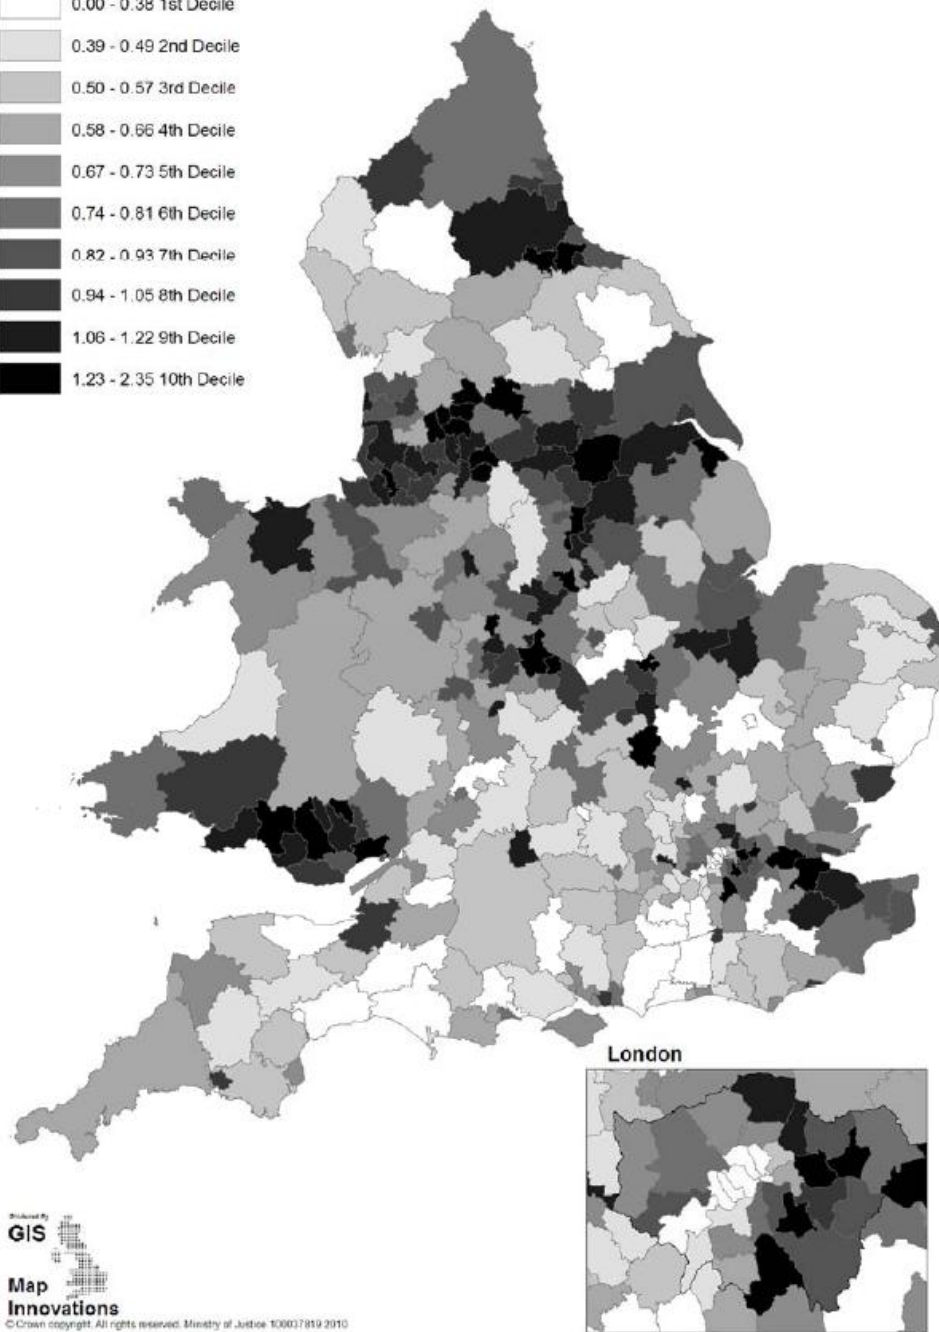 0.00 - 0.38 1st Decile
0.39 - 0.49 2nd Decile
0.50 - 0.57 3rd Decile
0.58 - 0.66 4th Decile
0.67 - 0.73 5th Decile
0.74 - 0.81 6th Decile
0.82 - 0.93 7th Decile
0.94 - 1.05 8th Decile
1.06 - 1.22 9th Decile
1.23 - 2.35 10th Decile
London
Produced By
GIS
Map
Innovations
© Crown copyright. All rights reserved. Ministry of Justice 100037819 2010